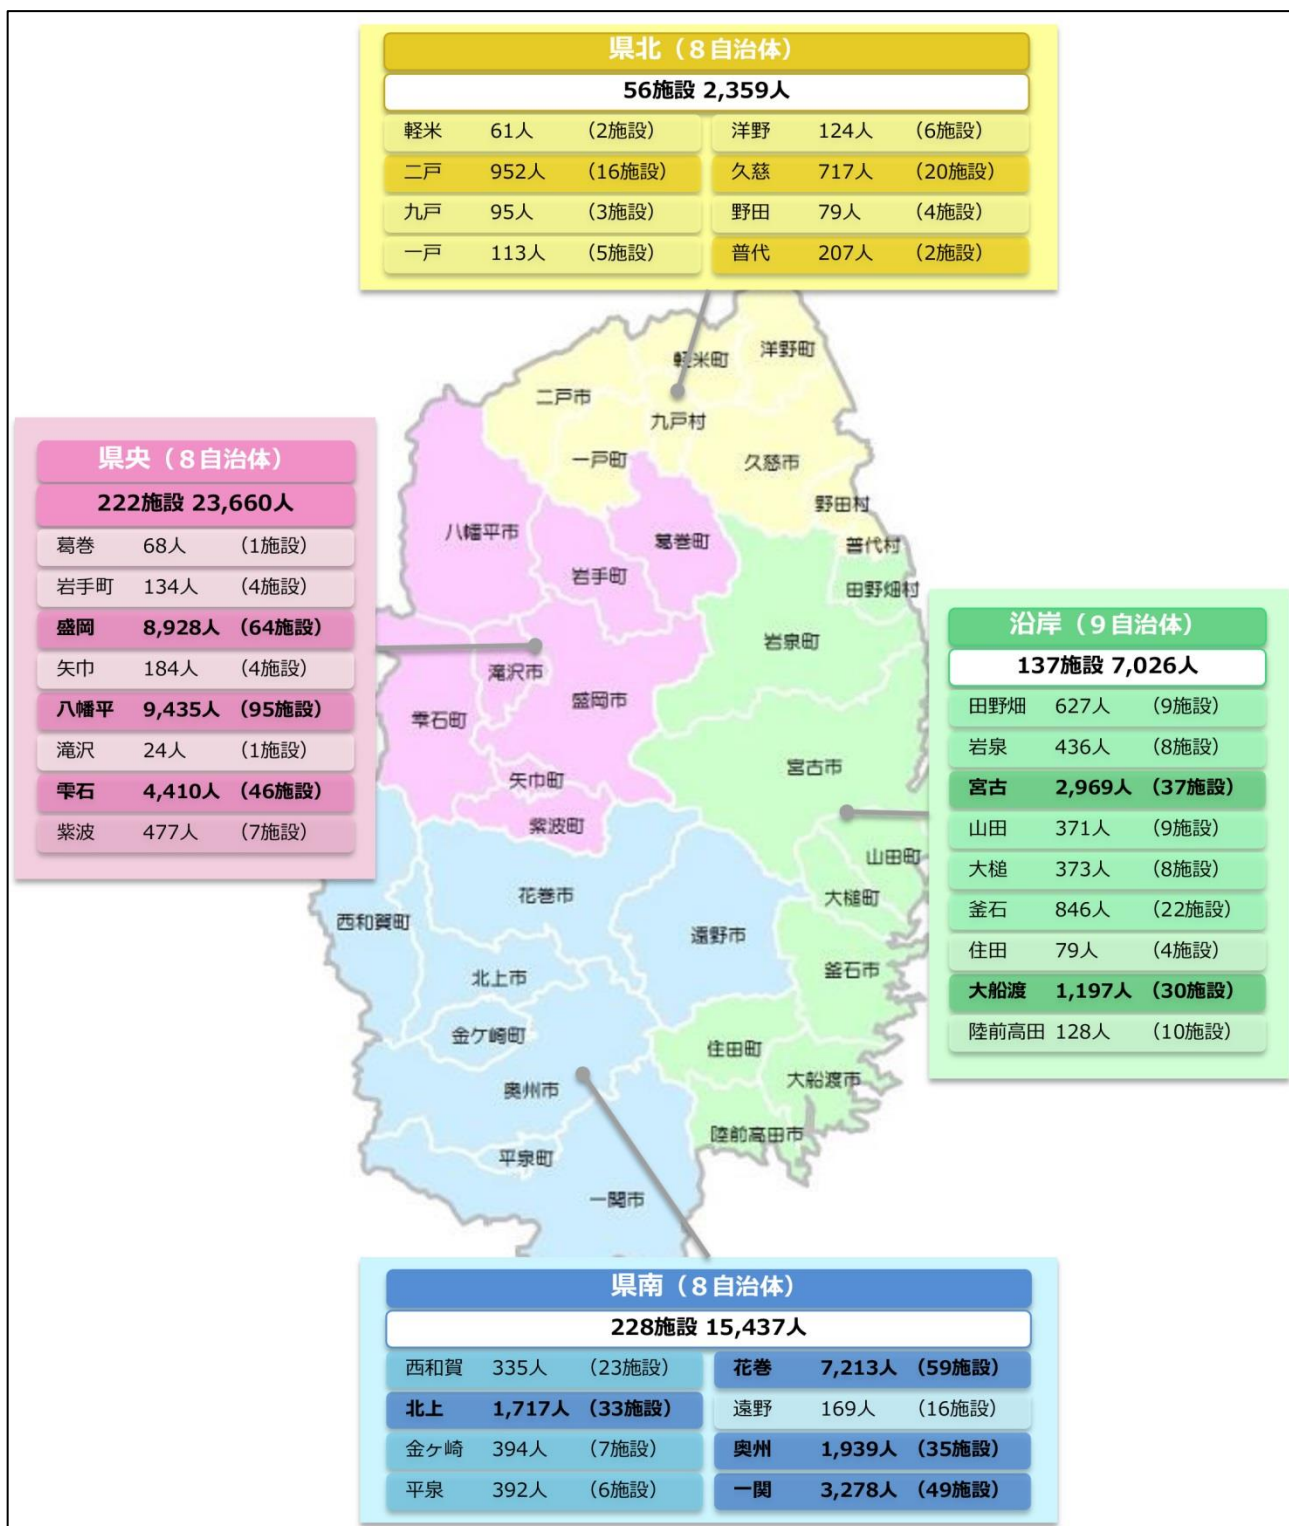 県北（８自治体）
56施設 2,359人
軽米 61人 （2施設） 洋野 124人 （6施設）
二戸 952人 （16施設） 久慈 717人 （20施設）
九戸 95人 （3施設） 野田 79人 （4施設）
一戸 113人 （5施設） 普代 207人 （2施設）
軽米町
洋野町
二戸市
九戸村
一戸町
久慈市
野田村
普代村
八幡平市
葛巻町
岩手町
田野畑村
岩泉町
滝沢市
盛岡市
雫石町
宮古市
矢巾町
紫波町
山田町
大槌町
花巻市
西和賀町
遠野市
釜石市
北上市
金ケ崎町
住田町
奥州市
大船渡市
陸前高田市
平泉町
一関市
県央（８自治体）
222施設 23,660人
葛巻 68人 （1施設）
岩手町 134人 （4施設）
盛岡 8,928人 （64施設）
矢巾 184人 （4施設）
八幡平 9,435人 （95施設）
滝沢 24人 （1施設）
雫石 4,410人 （46施設）
紫波 477人 （7施設）
沿岸（９自治体）
137施設 7,026人
田野畑 627人 （9施設）
岩泉 436人 （8施設）
宮古 2,969人 （37施設）
山田 371人 （9施設）
大槌 373人 （8施設）
釜石 846人 （22施設）
住田 79人 （4施設）
大船渡 1,197人 （30施設）
陸前高田 128人 （10施設）
県南（８自治体）
228施設 15,437人
西和賀 335人 （23施設） 花巻 7,213人 （59施設）
北上 1,717人 （33施設） 遠野 169人 （16施設）
金ヶ崎 394人 （7施設） 奥州 1,939人 （35施設）
平泉 392人 （6施設） 一関 3,278人 （49施設）